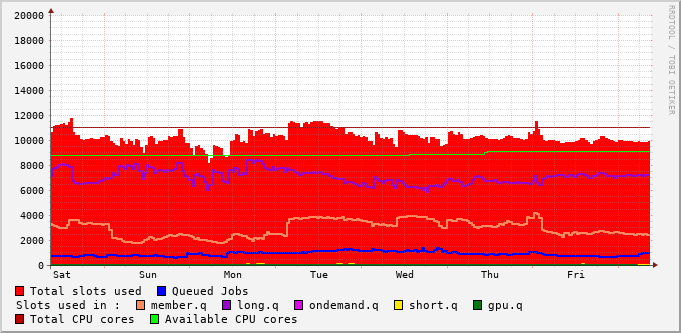 20000
18000
16000
14000
12000
10000
8000
6000
4000
2000
0
Sat Sun Mon Tue Wed Thu Fri
Total slots used Queued Jobs
Slots used in : member.q long.q ondemand.q short.q gpu.q
Total CPU cores Available CPU cores
RRDTOOL / TOBI OETIKER